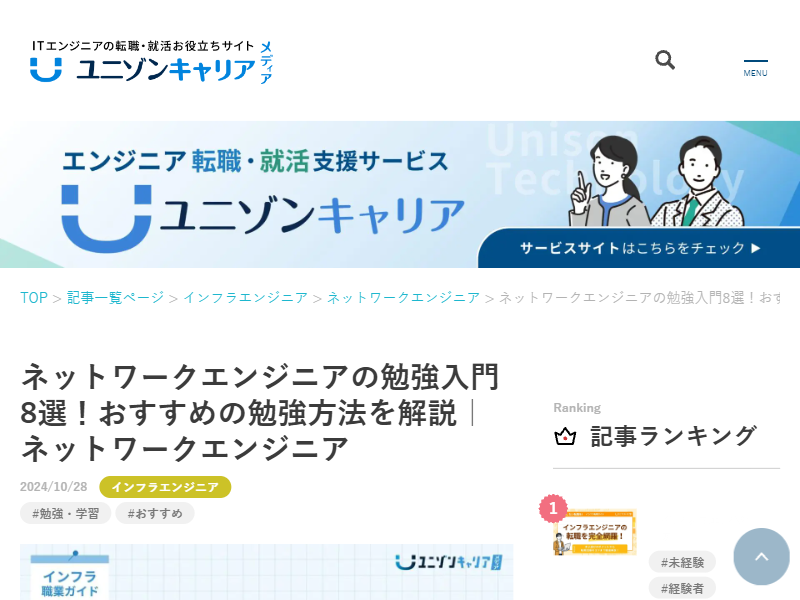 ITエンジニアの転職・就活お役立ちサイト
ユニゾンキャリア
メディア
MENU
Unison
Technology
エンジニア 転職・就活 支援サービス
ユニゾンキャリア
サービスサイトはこちらをチェック ▶
TOP > 記事一覧ページ > インフラエンジニア > ネットワークエンジニア > ネットワークエンジニアの勉強入門8選！おす
ネットワークエンジニアの勉強入門
8選！おすすめの勉強方法を解説｜
ネットワークエンジニア
2024/10/28 インフラエンジニア
#勉強・学習 #おすすめ
インフラ
職業ガイド
ユニゾンキャリア
Ranking
記事ランキング
1
インフラエンジニアの
転職を完全網羅！
#未経験
#経験者